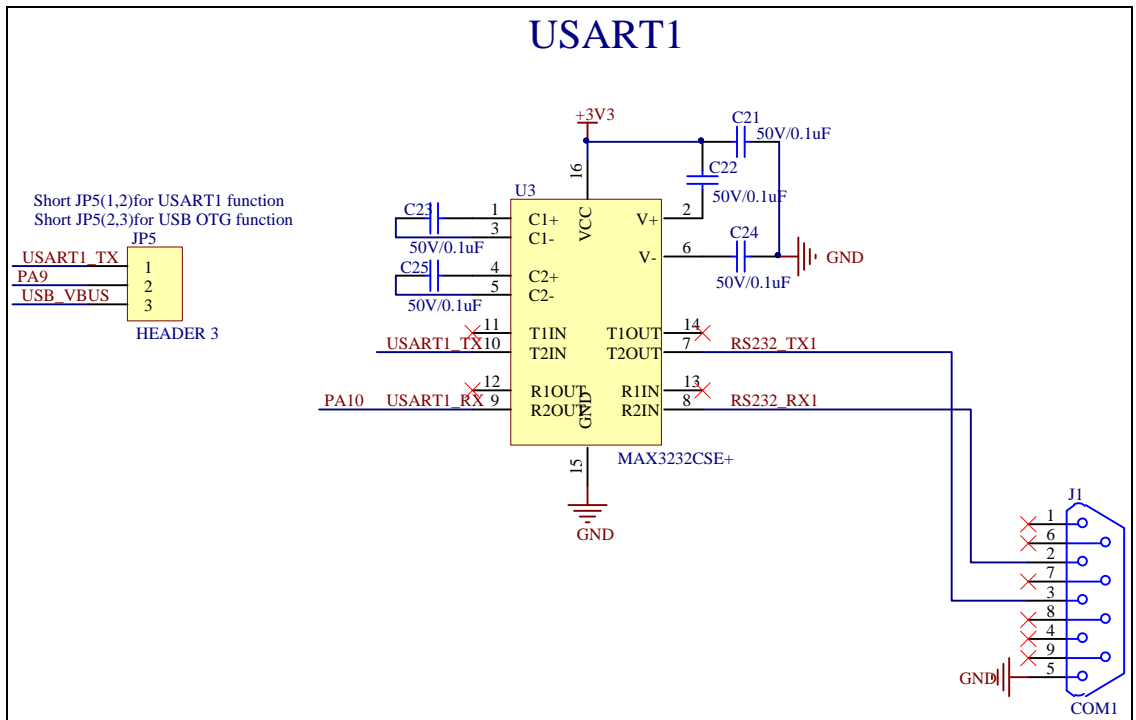 USART1
+3V3
C21
50V/0.1uF
16
C22
50V/0.1uF
Short JP5(1,2)for USART1 function
Short JP5(2,3)for USB OTG function
JP5
USART1_TX 1
PA9 2
USB_VBUS 3
HEADER 3
U3
VCC
C23
50V/0.1uF
1 C1+
3 C1-
C25
50V/0.1uF
4 C2+
5 C2-
V+ 2
V- 6
C24
50V/0.1uF
GND
11 T1IN
USART1_TX 10 T2IN
T1OUT 14
T2OUT 7 RS232_TX1
12 R1OUT
PA10 USART1_RX 9 R2OUT
GND
R1IN 13
R2IN 8 RS232_RX1
MAX3232CSE+
15
GND
J1
1
6
2
7
3
8
4
9
GND 5
COM1